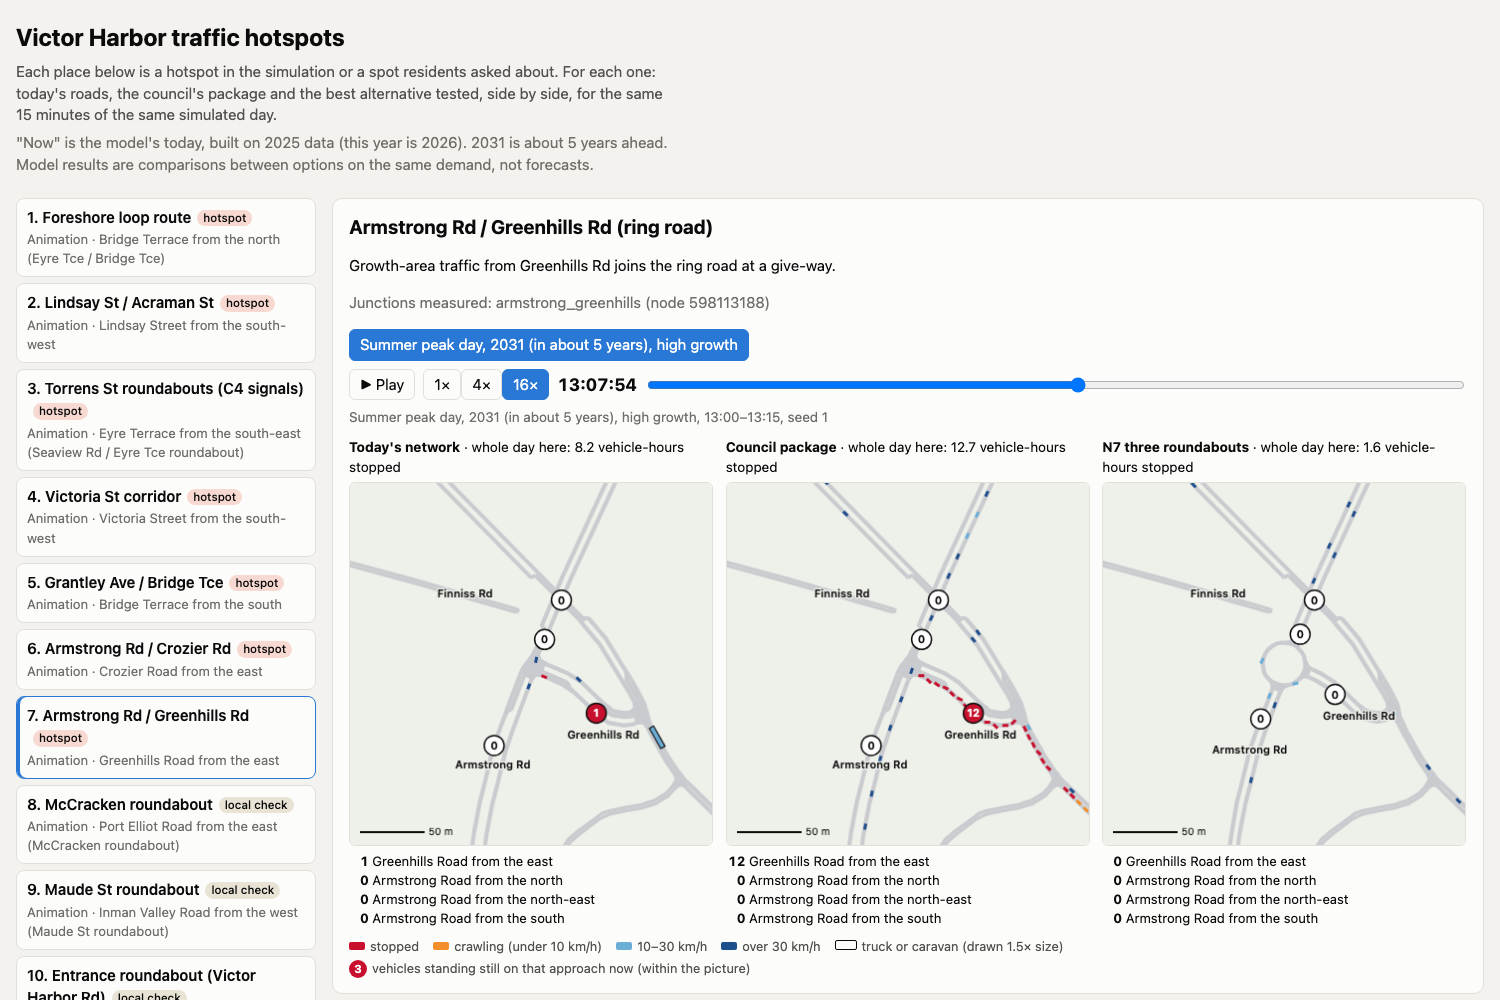 Victor Harbor traffic hotspots
Each place below is a hotspot in the simulation or a spot residents asked about. For each one:
today's roads, the council's package and the best alternative tested, side by side, for the same
15 minutes of the same simulated day.
"Now" is the model's today, built on 2025 data (this year is 2026). 2031 is about 5 years ahead.
Model results are comparisons between options on the same demand, not forecasts.
1. Foreshore loop route hotspot
Animation · Bridge Terrace from the north
(Eyre Tce / Bridge Tce)
2. Lindsay St / Acraman St hotspot
Animation · Lindsay Street from the south-
west
3. Torrens St roundabouts (C4 signals)
hotspot
Animation · Eyre Terrace from the south-east
(Seaview Rd / Eyre Tce roundabout)
4. Victoria St corridor hotspot
Animation · Victoria Street from the south-
west
5. Grantley Ave / Bridge Tce hotspot
Animation · Bridge Terrace from the south
6. Armstrong Rd / Crozier Rd hotspot
Animation · Crozier Road from the east
7. Armstrong Rd / Greenhills Rd
hotspot
Animation · Greenhills Road from the east
8. McCracken roundabout local check
Animation · Port Elliot Road from the east
(McCracken roundabout)
9. Maude St roundabout local check
Animation · Inman Valley Road from the west
(Maude St roundabout)
10. Entrance roundabout (Victor
Harbor Rd) local check
Armstrong Rd / Greenhills Rd (ring road)
Growth-area traffic from Greenhills Rd joins the ring road at a give-way.
Junctions measured: armstrong_greenhills (node 598113188)
Summer peak day, 2031 (in about 5 years), high growth
Play 1× 4× 16× 13:07:54
Summer peak day, 2031 (in about 5 years), high growth, 13:00–13:15, seed 1
Today's network · whole day here: 8.2 vehicle-hours
stopped
Finniss Rd
0
0
1
Greenhills Rd
0
Armstrong Rd
50 m
1 Greenhills Road from the east
0 Armstrong Road from the north
0 Armstrong Road from the north-east
0 Armstrong Road from the south
Council package · whole day here: 12.7 vehicle-hours
stopped
Finniss Rd
0
0
12
Greenhills Rd
0
Armstrong Rd
50 m
12 Greenhills Road from the east
0 Armstrong Road from the north
0 Armstrong Road from the north-east
0 Armstrong Road from the south
N7 three roundabouts · whole day here: 1.6 vehicle-
hours stopped
Finniss Rd
0
0
0
Greenhills Rd
0
Armstrong Rd
50 m
0 Greenhills Road from the east
0 Armstrong Road from the north
0 Armstrong Road from the north-east
0 Armstrong Road from the south
stopped crawling (under 10 km/h) 10–30 km/h over 30 km/h truck or caravan (drawn 1.5× size)
3 vehicles standing still on that approach now (within the picture)